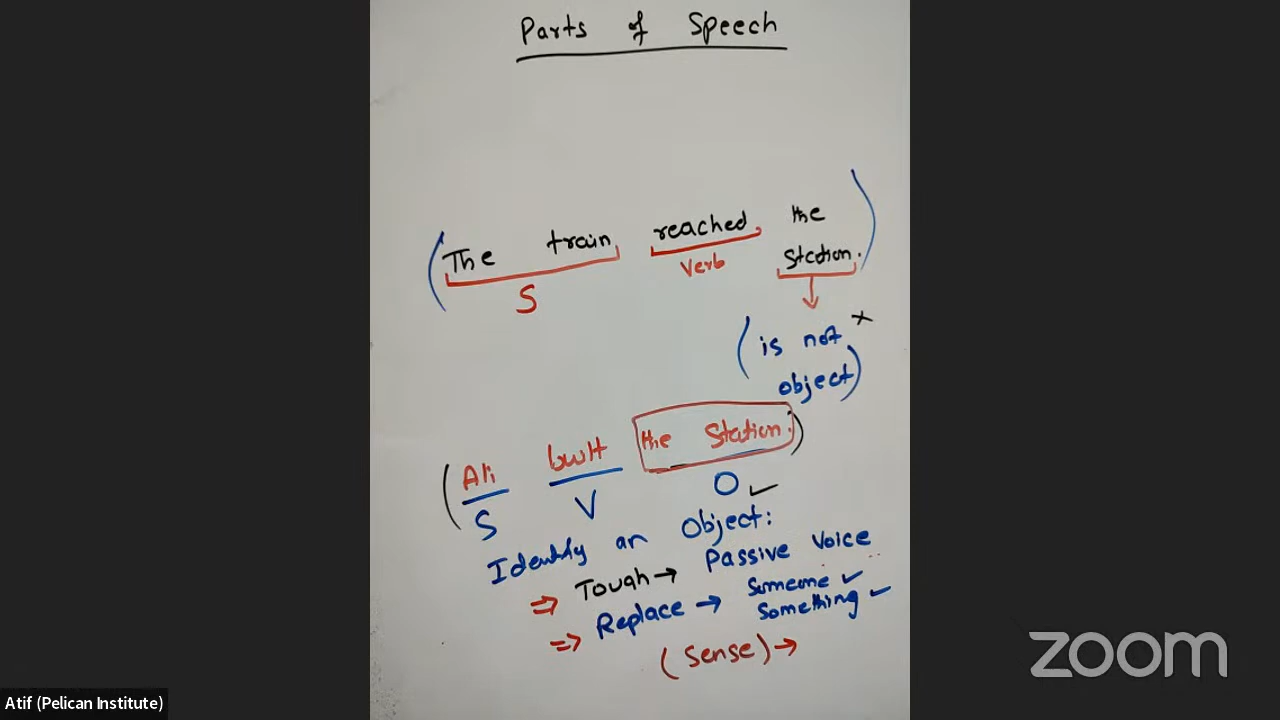 Parts of Speech
(The train reached the
station.)
S
Verb
(is not
object)
(Ali built the station.)
S V O
Identify an Object:
⇒ Tough → Passive Voice
⇒ Replace → Someone ✓
Something ✓
(Sense) →
zoom
Atif (Pelican Institute)